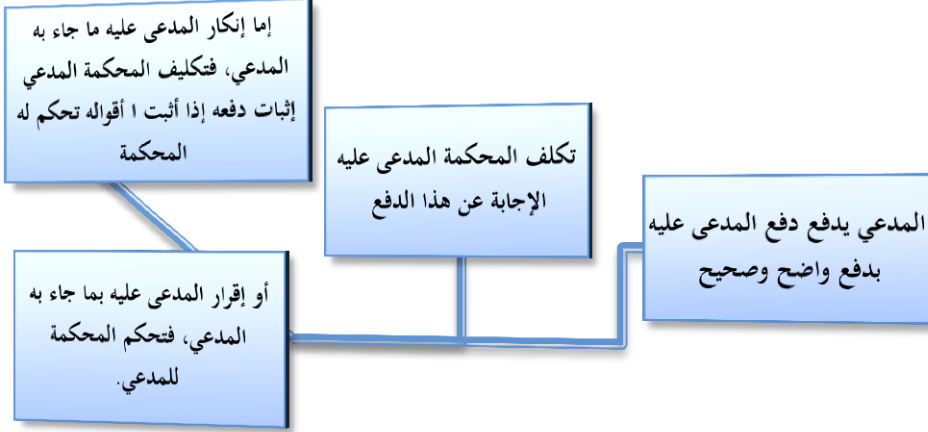 المدعي يدفع دفع المدعى عليه
بدفع واضح وصحيح
تكلف المحكمة المدعى عليه
الإجابة عن هذا الدفع
إما إنكار المدعى عليه ما جاء به
المدعي، فتكليف المحكمة المدعي
إثبات دفعه إذا أثبت ا أقواله تحكم له
المحكمة
أو إقرار المدعى عليه بما جاء به
المدعي، فتحكم المحكمة
للمدعي.